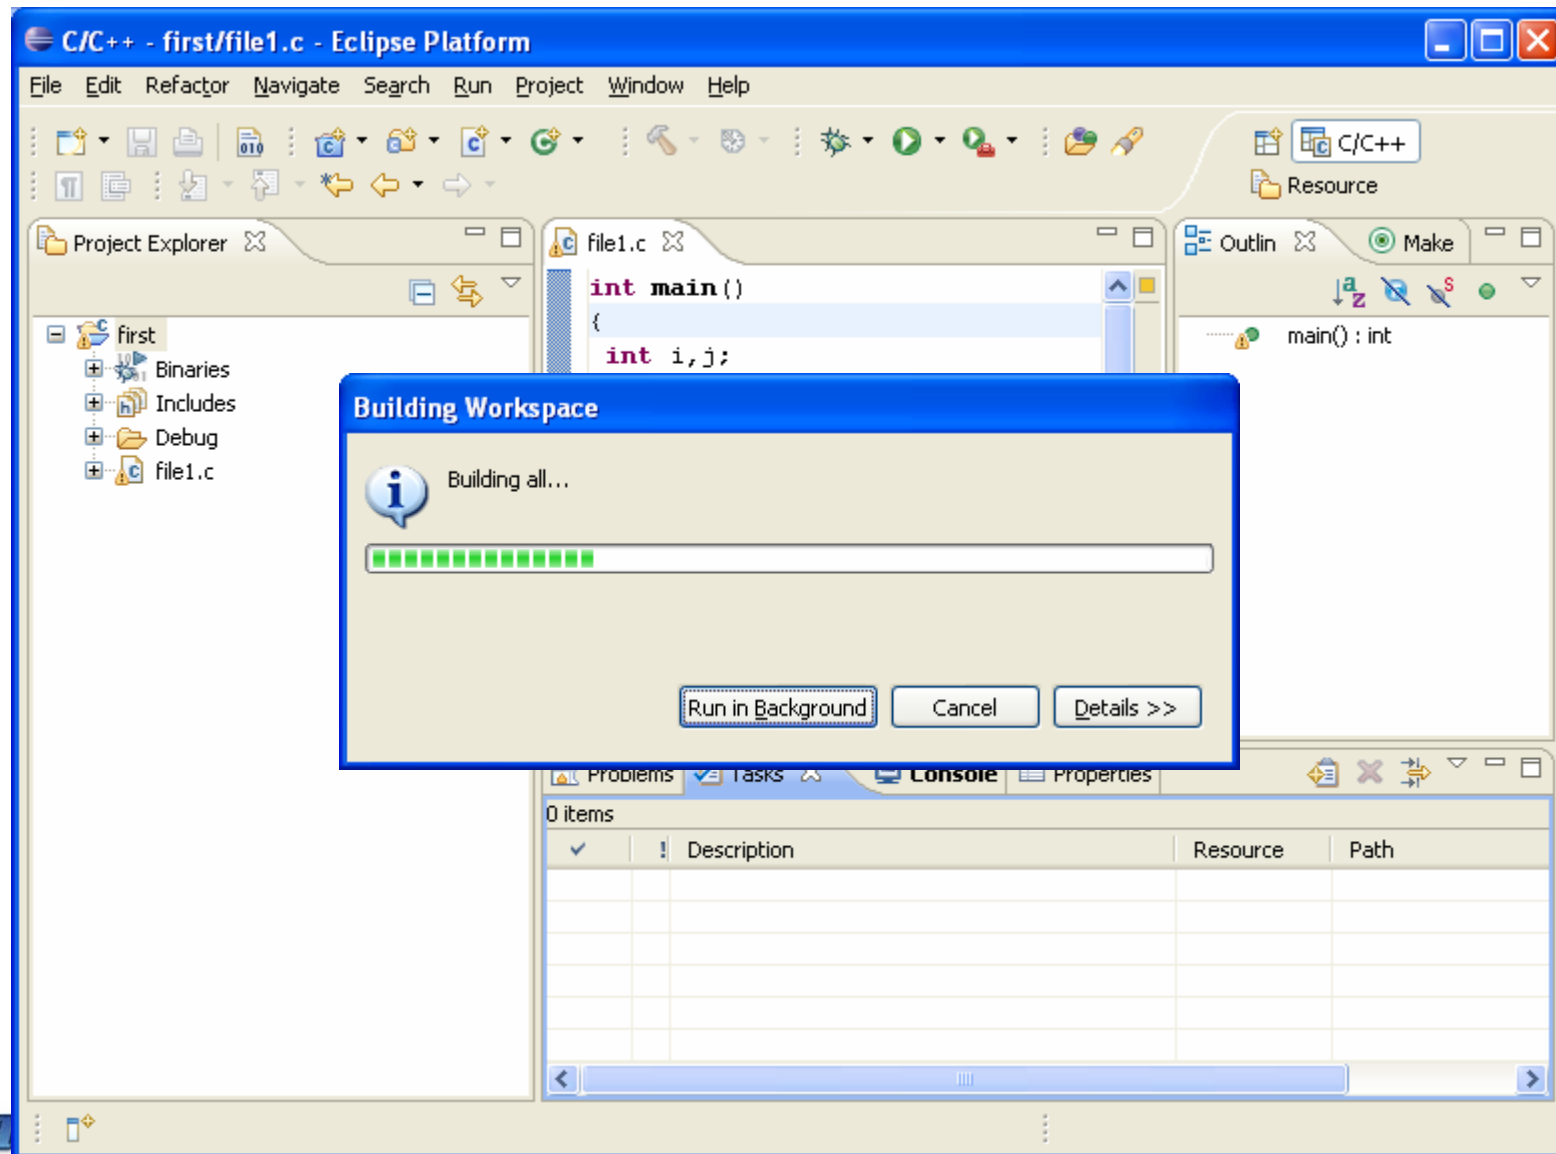 C/C++ - first/file1.c - Eclipse Platform
File Edit Refactor Navigate Search Run Project Window Help
C/C++
Resource
Project Explorer
first
Binaries
Includes
Debug
file1.c
file1.c
int main()
{
int i,j;
Outlin Make
main() : int
Building Workspace
Building all...
Run in Background Cancel Details >>
Problems Tasks Console Properties
0 items
! Description Resource Path